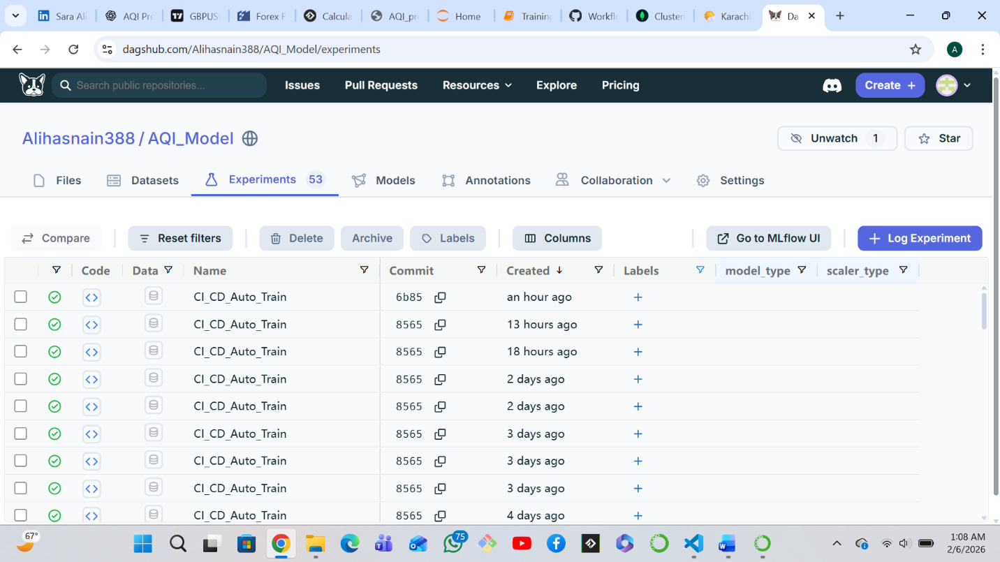 Sara Ali
AQI Pr
GBPUS
Forex F
Calcula
AQI_pr
Home
Training
Workfl
Cluster
Karachi
Da
dagshub.com/Alihasnain388/AQI_Model/experiments
A
Search public repositories...
Issues
Pull Requests
Resources
Explore
Pricing
Create +
Alihasnain388 / AQI_Model
Unwatch 1
Star
Files
Datasets
Experiments 53
Models
Annotations
Collaboration
Settings
Compare
Reset filters
Delete
Archive
Labels
Columns
Go to MLflow UI
+ Log Experiment
Code Data Name Commit Created ↓ Labels model_type scaler_type
CI_CD_Auto_Train 6b85 an hour ago +
CI_CD_Auto_Train 8565 13 hours ago +
CI_CD_Auto_Train 8565 18 hours ago +
CI_CD_Auto_Train 8565 2 days ago +
CI_CD_Auto_Train 8565 2 days ago +
CI_CD_Auto_Train 8565 3 days ago +
CI_CD_Auto_Train 8565 3 days ago +
CI_CD_Auto_Train 8565 3 days ago +
CI_CD_Auto_Train 8565 4 days ago +
67°
75
1:08 AM
2/6/2026